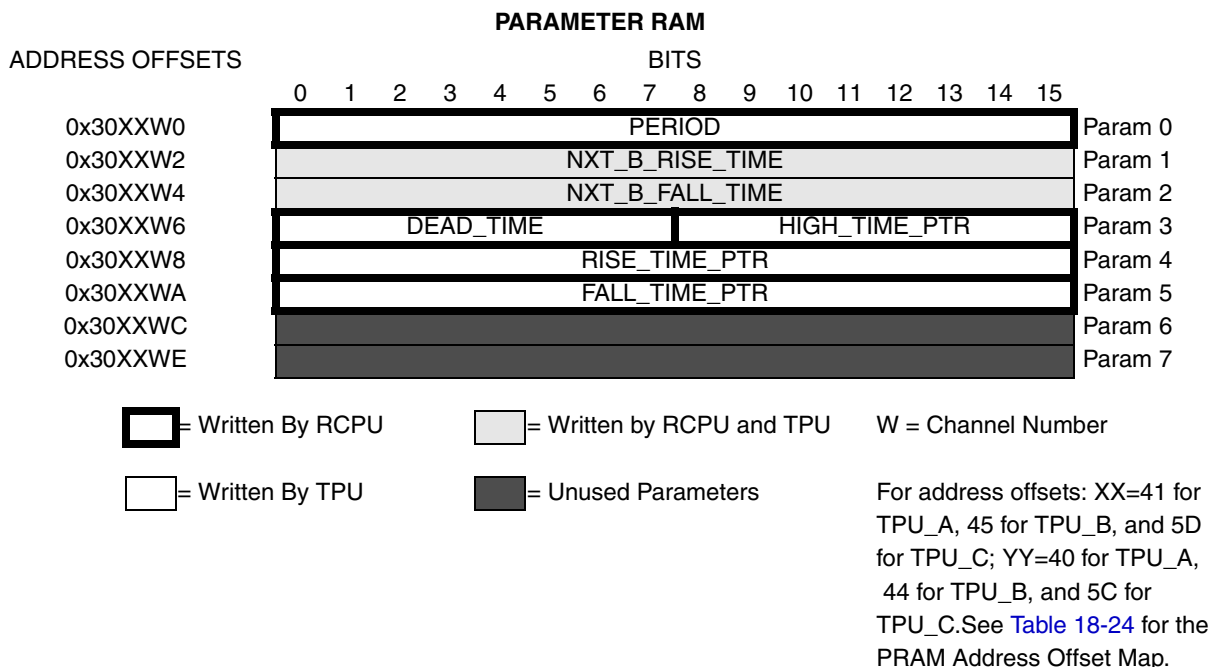 PARAMETER RAM
ADDRESS OFFSETS BITS
0 1 2 3 4 5 6 7 8 9 10 11 12 13 14 15
0x30XXW0 PERIOD Param 0
0x30XXW2 NXT_B_RISE_TIME Param 1
0x30XXW4 NXT_B_FALL_TIME Param 2
0x30XXW6 DEAD_TIME HIGH_TIME_PTR Param 3
0x30XXW8 RISE_TIME_PTR Param 4
0x30XXWA FALL_TIME_PTR Param 5
0x30XXWC Param 6
0x30XXWE Param 7
= Written By RCPU = Written by RCPU and TPU W = Channel Number
= Written By TPU = Unused Parameters For address offsets: XX=41 for
TPU_A, 45 for TPU_B, and 5D
for TPU_C; YY=40 for TPU_A,
44 for TPU_B, and 5C for
TPU_C.See Table 18-24 for the
PRAM Address Offset Map.